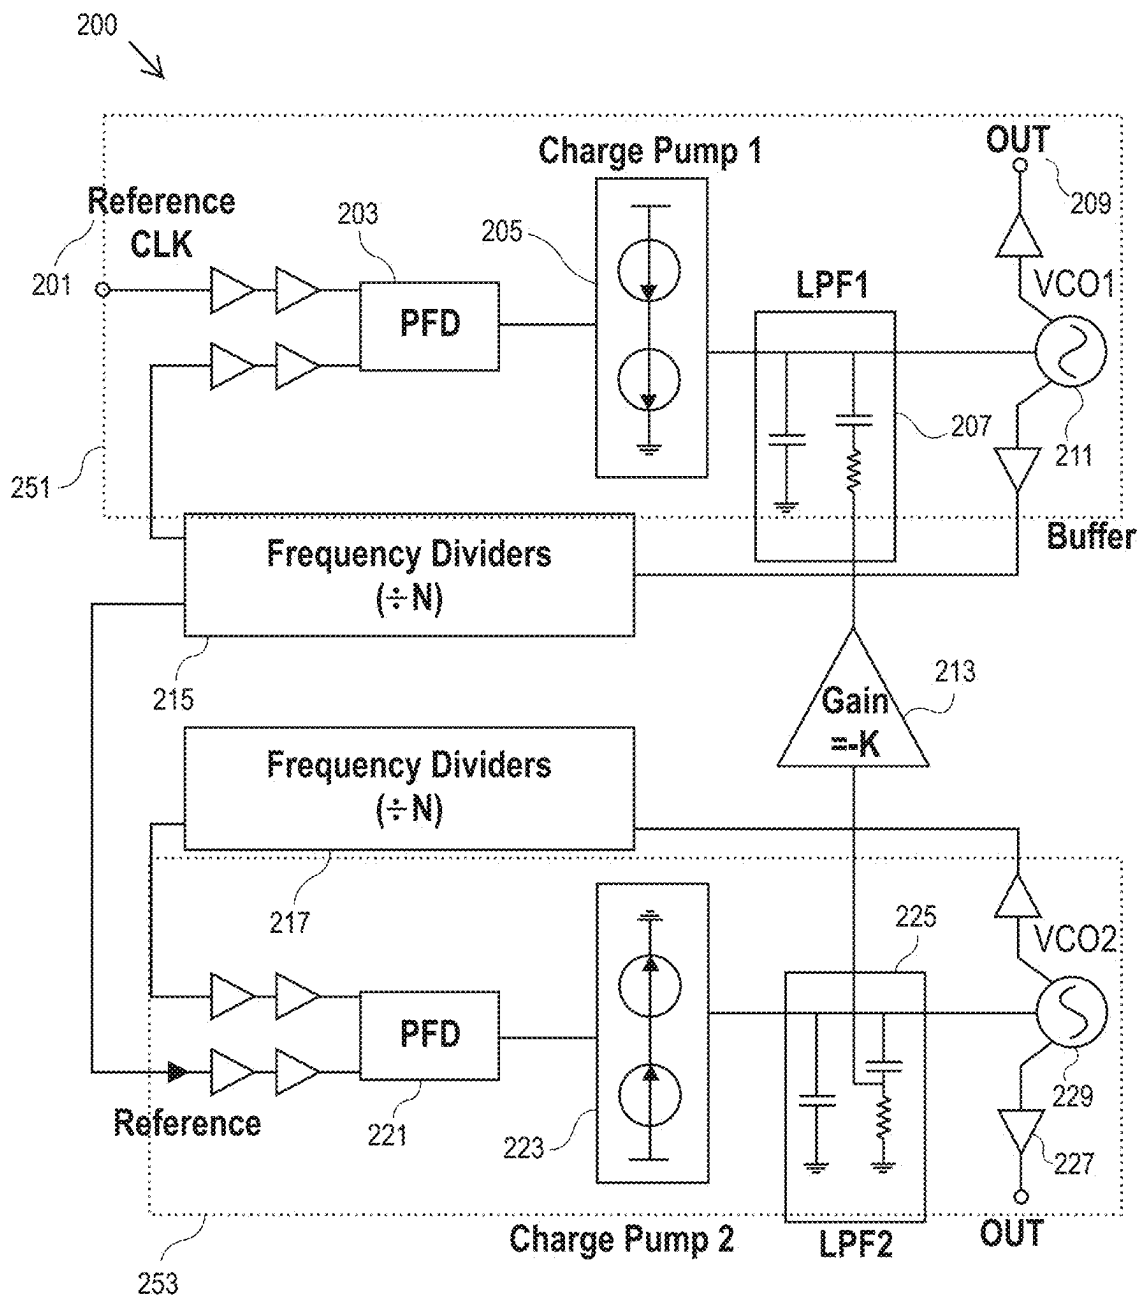 200
Charge Pump 1
OUT
209
Reference
CLK
201
203
PFD
205
LPF1
VCO1
207
211
251
Buffer
Frequency Dividers
(÷N)
215
213
Gain
=-K
Frequency Dividers
(÷N)
217
225
VCO2
PFD
221
223
Reference
229
227
OUT
Charge Pump 2
LPF2
253